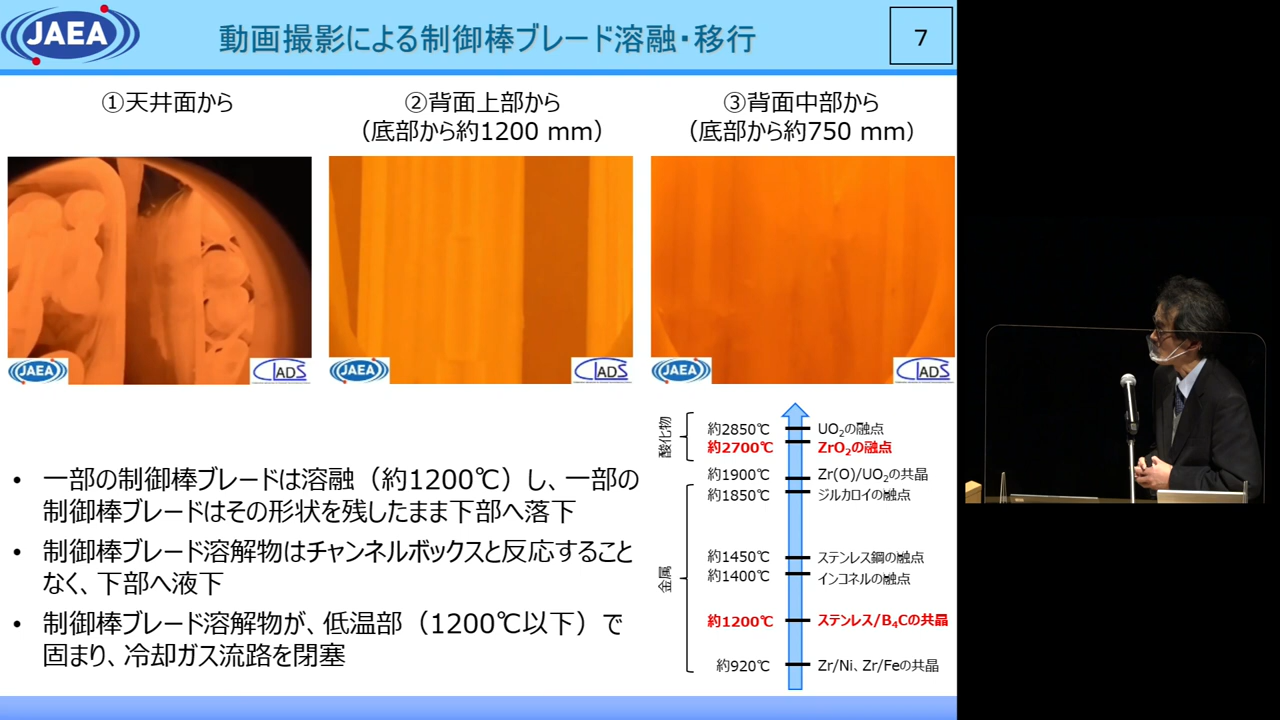 JAEA
動画撮影による制御棒ブレード溶融・移行
7
①天井面から
②背面上部から
(底部から約1200 mm)
③背面中部から
(底部から約750 mm)
JAEA
CLADS
JAEA
CLADS
JAEA
CLADS
• 一部の制御棒ブレードは溶融（約1200℃）し、一部の
制御棒ブレードはその形状を残したまま下部へ落下
• 制御棒ブレード溶解物はチャンネルボックスと反応すること
なく、下部へ液下
• 制御棒ブレード溶解物が、低温部（1200℃以下）で
固まり、冷却ガス流路を閉塞
酸化物
約2850℃ UO₂の融点
約2700℃ ZrO₂の融点
約1900℃ Zr(O)/UO₂の共晶
約1850℃ ジルカロイの融点
金属
約1450℃ ステンレス鋼の融点
約1400℃ インコネルの融点
約1200℃ ステンレス/B₄Cの共晶
約920℃ Zr/Ni、Zr/Feの共晶